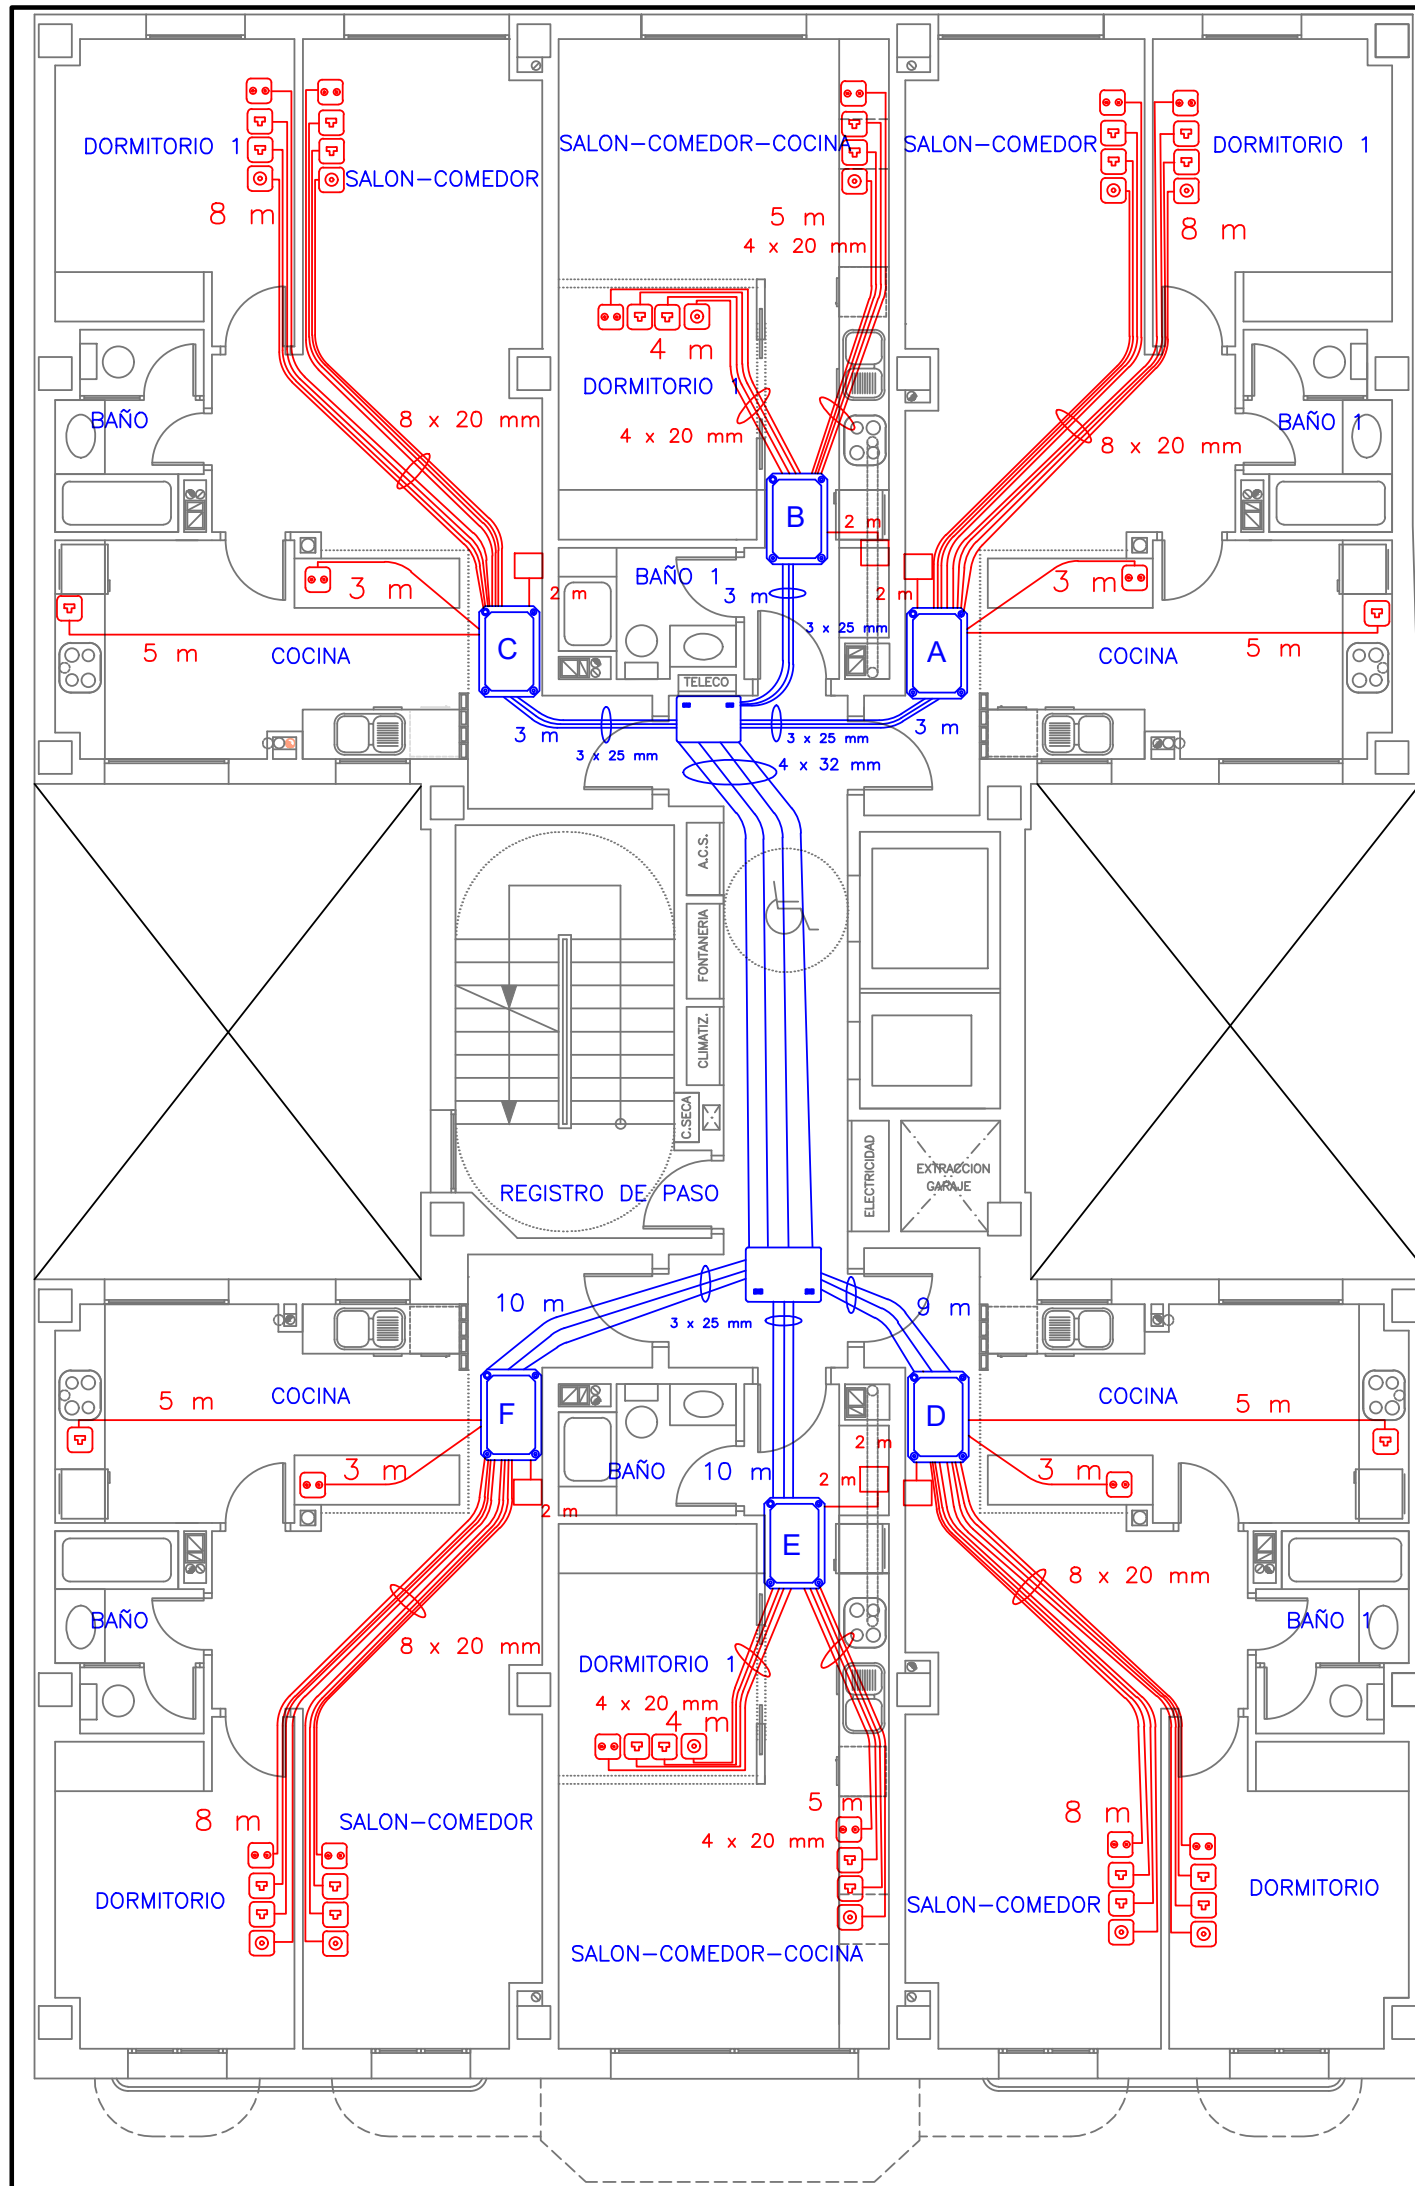 DORMITORIO 1
SALON-COMEDOR-COCINA
SALON-COMEDOR
DORMITORIO 1
SALON-COMEDOR
8 m
5 m
8 m
4 x 20 mm
4 m
DORMITORIO 1
BAÑO
8 x 20 mm
4 x 20 mm
8 x 20 mm
BAÑO 1
B
2 m
3 m
2 m
BAÑO 1
3 m
2 m
3 m
3 x 25 mm
5 m
COCINA
C
A
COCINA
5 m
TELECO
3 m
3 x 25 mm
3 x 25 mm
3 m
4 x 32 mm
A.C.S.
FONTANERIA
CLIMATIZ.
C.SECA
ELECTRICIDAD
EXTRACCION
GARAJE
REGISTRO DE PASO
10 m
3 x 25 mm
9 m
5 m
COCINA
F
D
COCINA
5 m
2 m
3 m
BAÑO
10 m
2 m
3 m
2 m
E
8 x 20 mm
BAÑO
8 x 20 mm
BAÑO 1
DORMITORIO 1
4 x 20 mm
4 m
8 m
SALON-COMEDOR
5 m
4 x 20 mm
8 m
DORMITORIO
SALON-COMEDOR
DORMITORIO
SALON-COMEDOR-COCINA